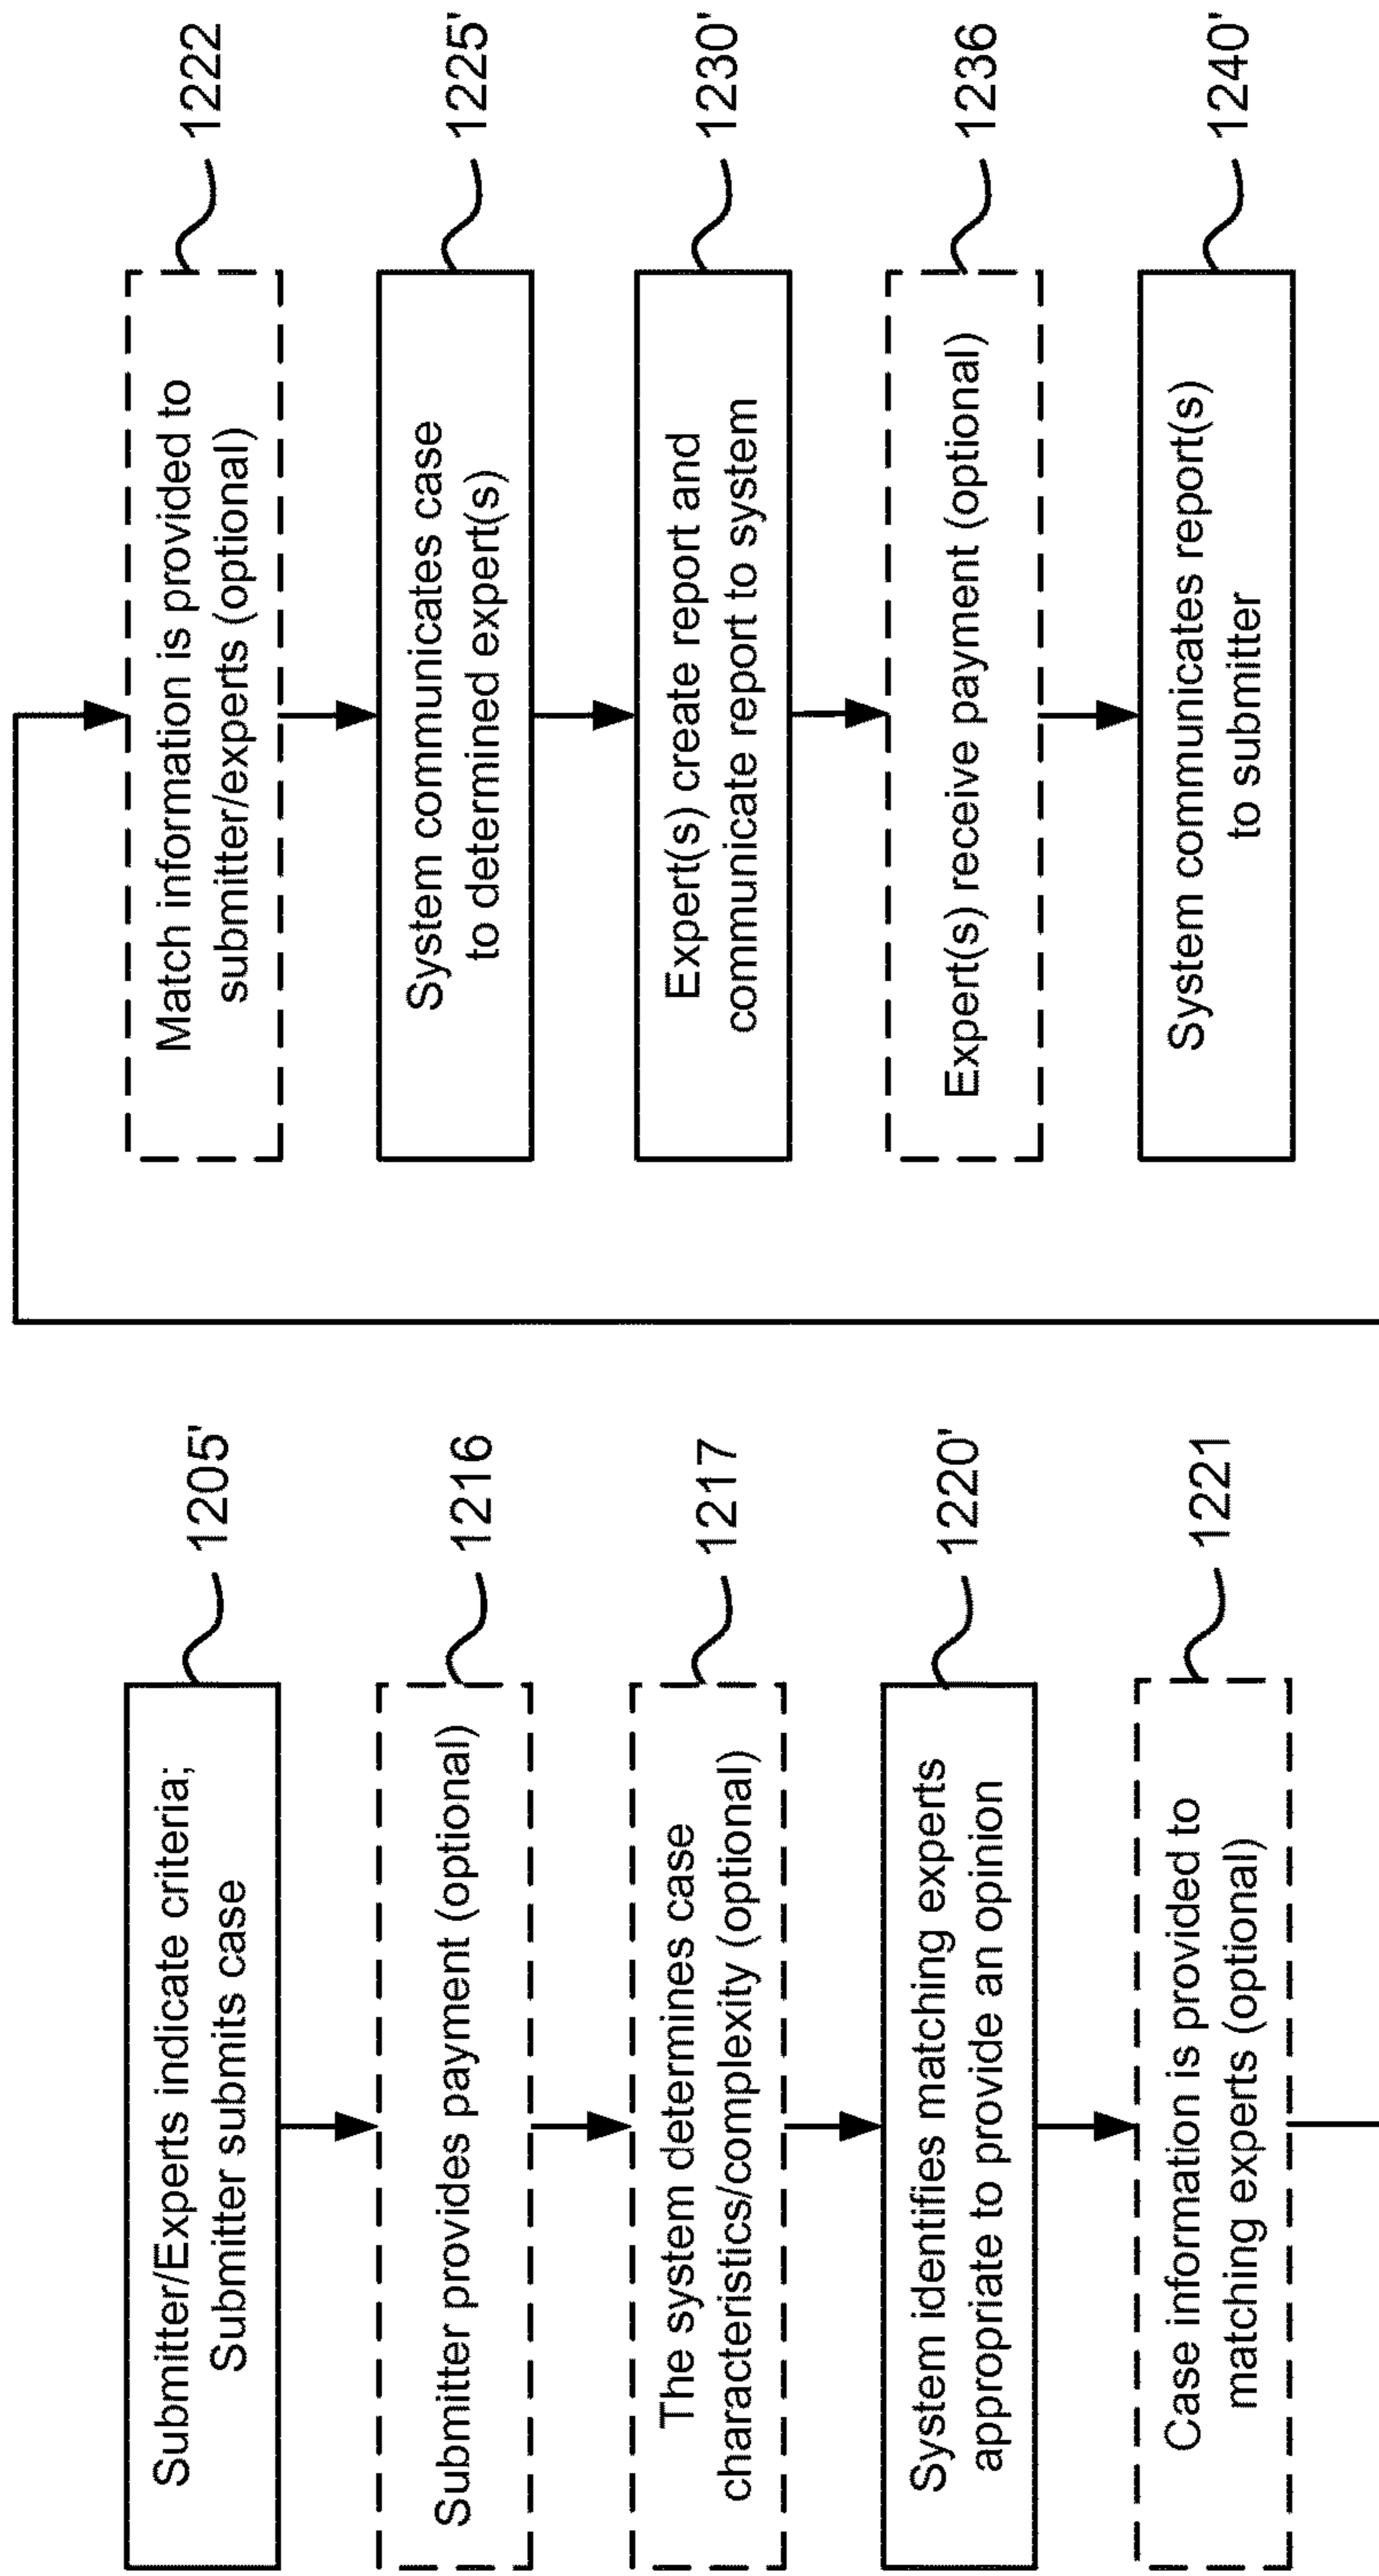 Submitter/Experts indicate criteria;
Submitter submits case
1205'
Submitter provides payment (optional)
1216
The system determines case
characteristics/complexity (optional)
1217
System identifies matching experts
appropriate to provide an opinion
1220'
Case information is provided to
matching experts (optional)
1221
Match information is provided to
submitter/experts (optional)
1222
System communicates case
to determined expert(s)
1225'
Expert(s) create report and
communicate report to system
1230'
Expert(s) receive payment (optional)
1236
System communicates report(s)
to submitter
1240'